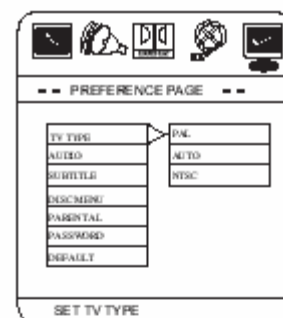 -- PREFERENCE PAGE --
TV TYPE
AUDIO
SUBTITLE
DISC MENU
PARENTAL
PASSWORD
DEFAULT
PAL
AUTO
NTSC
SET TV TYPE